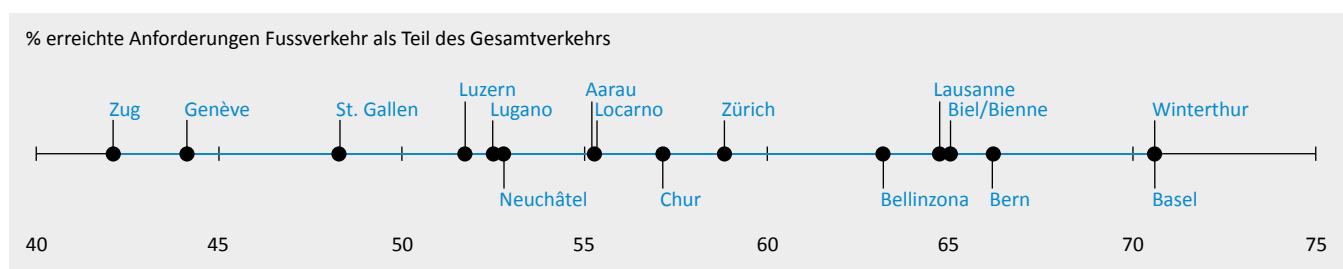 % erreichte Anforderungen Fussverkehr als Teil des Gesamtverkehrs
Luzern Aarau Lausanne
Zug Genève St. Gallen Lugano Locarno Zürich Biel/Bienne Winterthur
Neuchâtel Chur Bellinzona Bern Basel
40 45 50 55 60 65 70 75